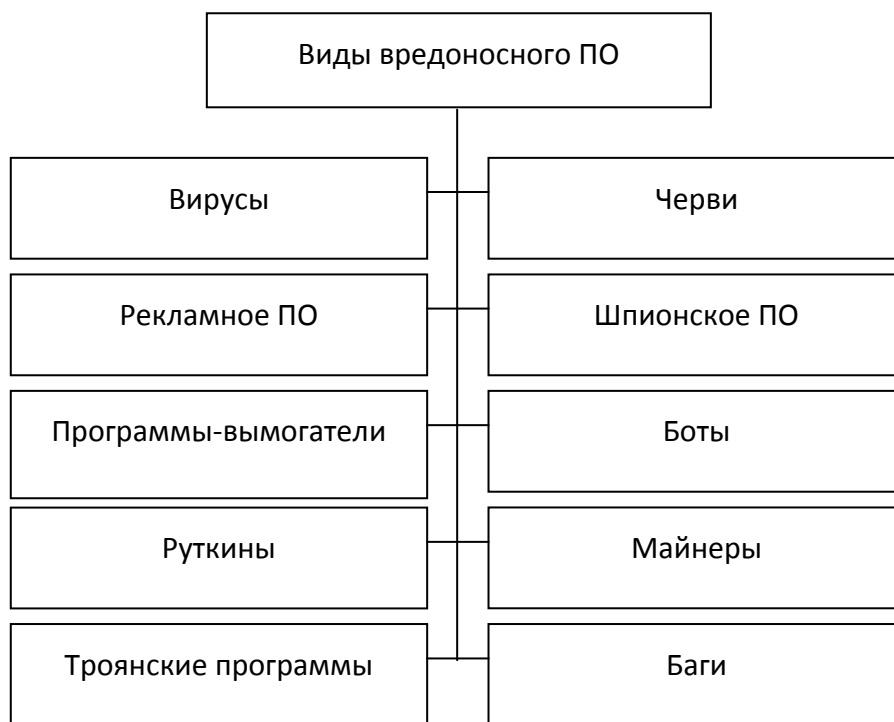 Виды вредоносного ПО
Вирусы
Черви
Рекламное ПО
Шпионское ПО
Программы-вымогатели
Боты
Руткины
Майнеры
Троянские программы
Баги